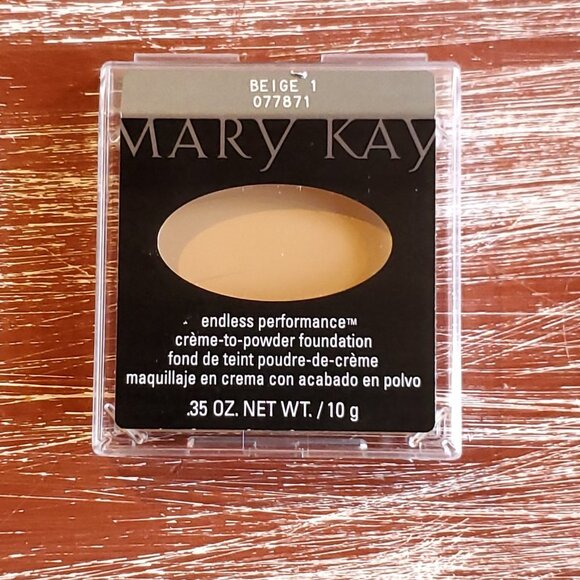 BEIGE 1
077871
MARY KAY
endless performance™
crème-to-powder foundation
fond de teint poudre-de-crème
maquillaje en crema con acabado en polvo
.35 OZ. NET WT. / 10 g